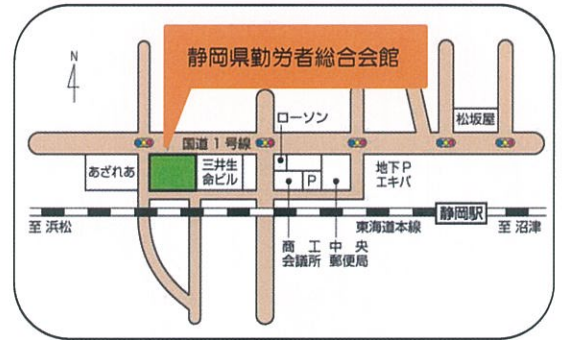 静岡県勤労者総合会館
N
ローソン
松坂屋
国道1号線
あざれあ
三井生
命ビル
P
地下P
エキパ
至 浜松
東海道本線
静岡駅
至 沼津
商工
会議所
中央
郵便局